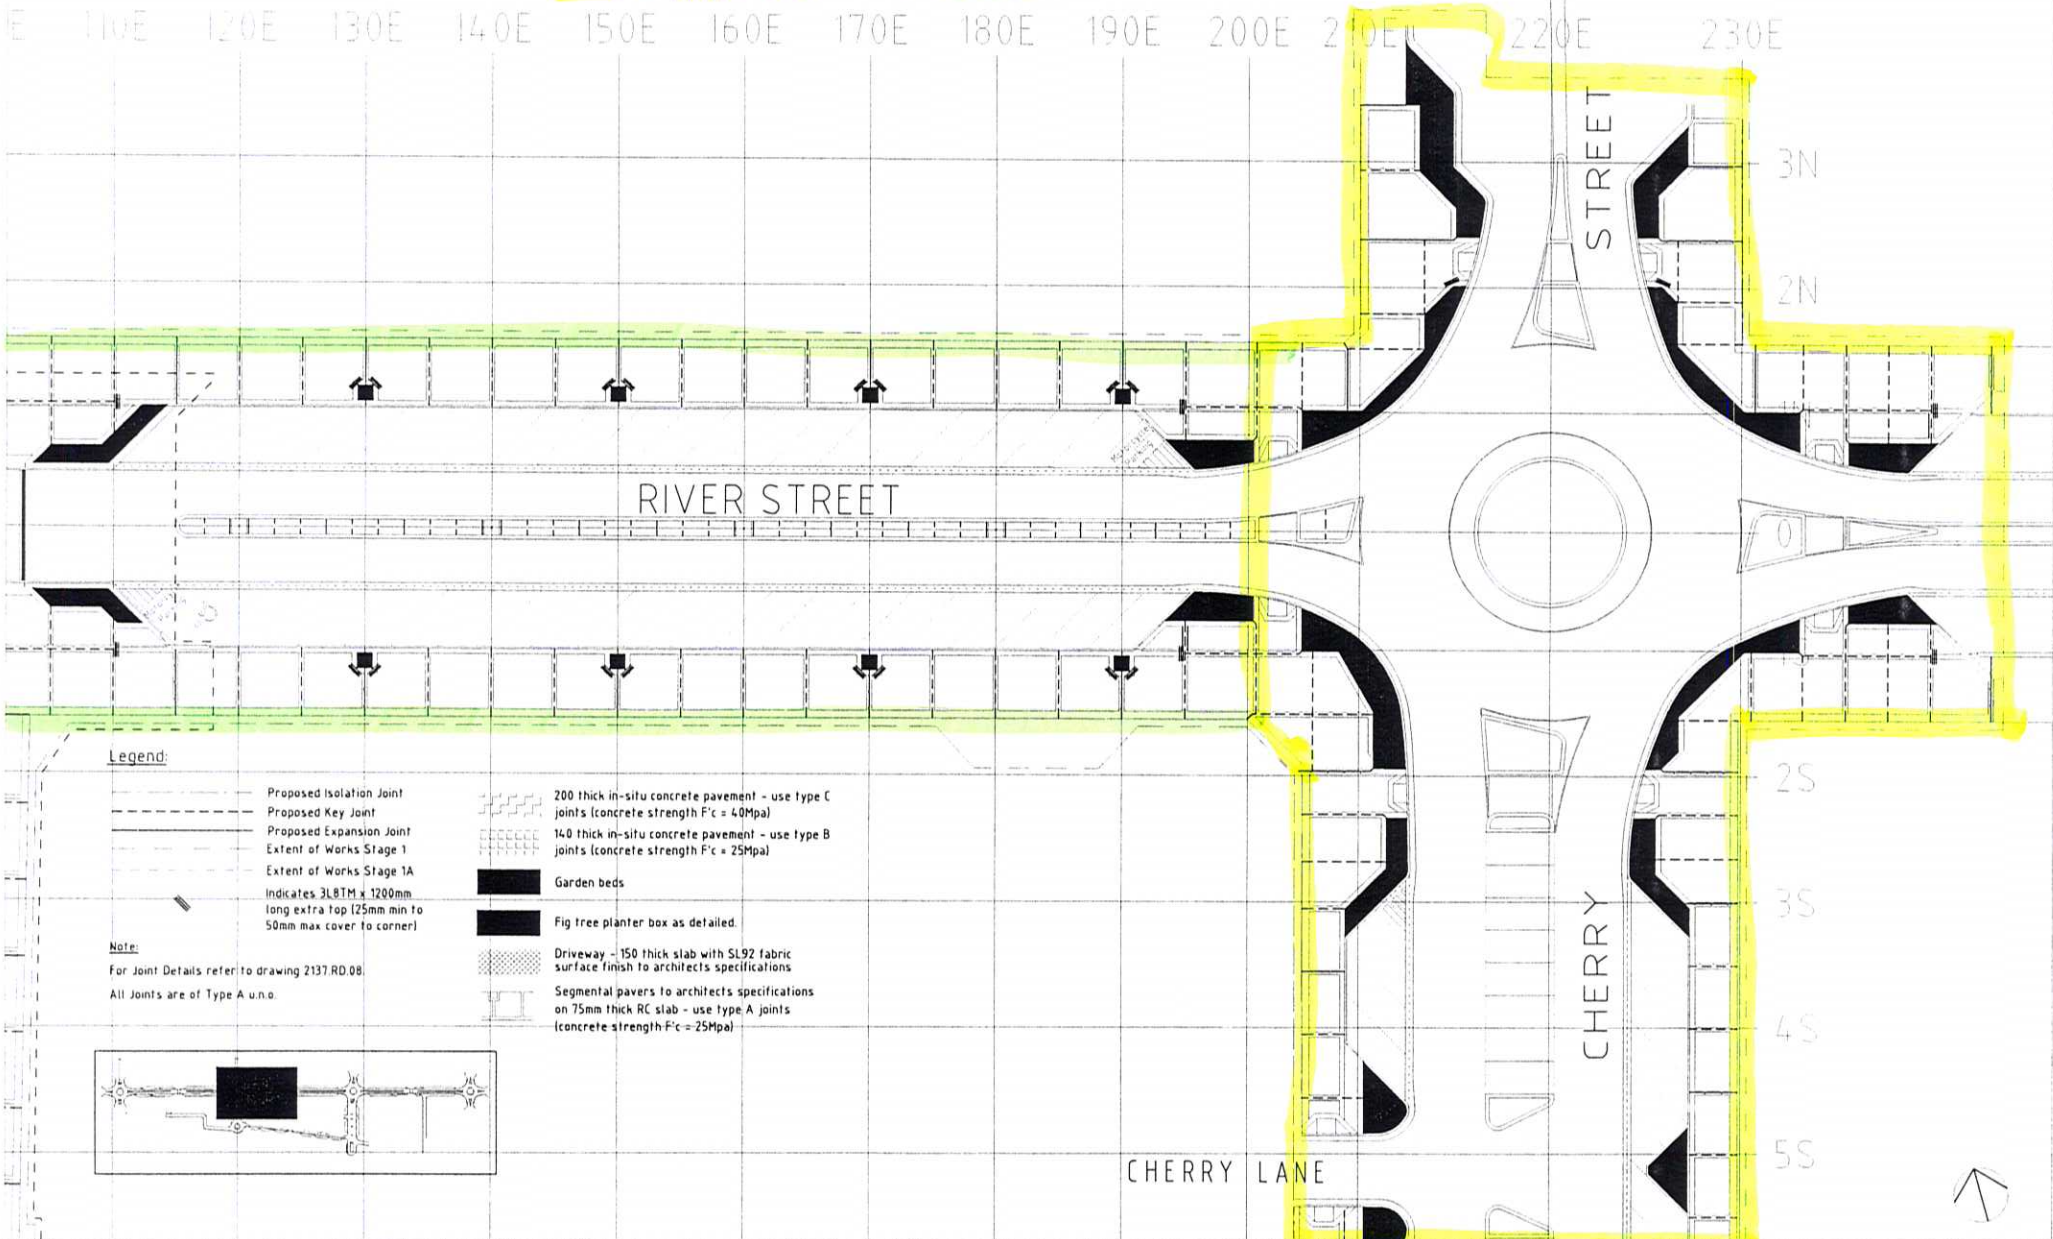 E 110E 120E 130E 140E 150E 160E 170E 180E 190E 200E 210E 220E 230E
STREET
3N
2N
RIVER STREET
0
2S
3S
CHERRY
4S
5S
CHERRY LANE
Legend:
Proposed Isolation Joint
Proposed Key Joint
Proposed Expansion Joint
Extent of Works Stage 1
Extent of Works Stage 1A
Indicates 3L8TM x 1200mm
long extra top (25mm min to
50mm max cover to corner)
Note:
For Joint Details refer to drawing 2137.RD.08.
All Joints are of Type A u.n.o.
200 thick in-situ concrete pavement - use type C
joints (concrete strength F'c = 40Mpa)
140 thick in-situ concrete pavement - use type B
joints (concrete strength F'c = 25Mpa)
Garden beds
Fig tree planter box as detailed.
Driveway - 150 thick slab with SL92 fabric
surface finish to architects specifications
Segmental pavers to architects specifications
on 75mm thick RC slab - use type A joints
(concrete strength F'c = 25Mpa)